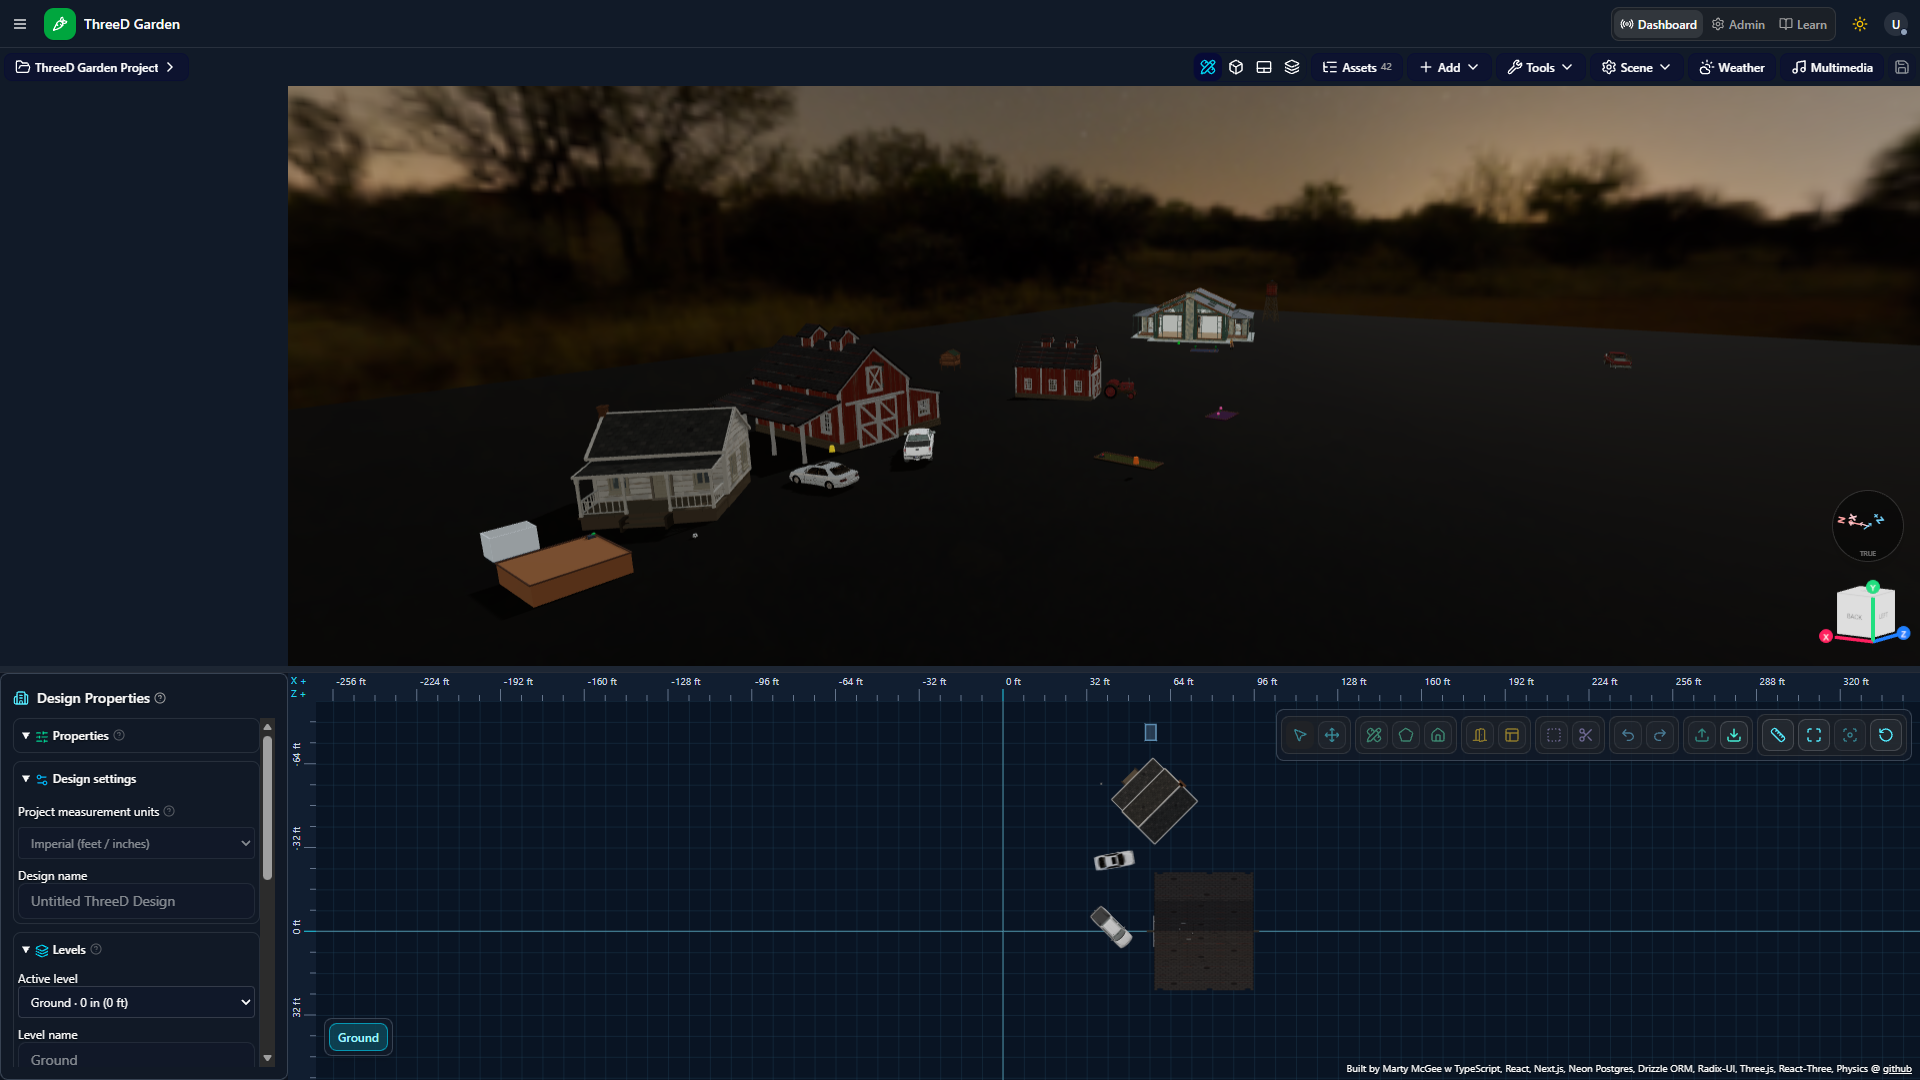 ThreeD Garden
Dashboard
Admin
Learn
U
ThreeD Garden Project
Assets 42
Add
Tools
Scene
Weather
Multimedia
TRUE
Y
BACK
LEFT
X
Z
Design Properties
Properties
Design settings
Project measurement units
Imperial (feet / inches)
Design name
Untitled ThreeD Design
Levels
Active level
Ground · 0 in (0 ft)
Level name
Ground
X +
Z +
-256 ft
-224 ft
-192 ft
-160 ft
-128 ft
-96 ft
-64 ft
-32 ft
0 ft
32 ft
64 ft
96 ft
128 ft
160 ft
192 ft
224 ft
256 ft
288 ft
320 ft
-64 ft
-32 ft
0 ft
32 ft
Ground
Built by Marty McGee w TypeScript, React, Next.js, Neon Postgres, Drizzle ORM, Radix-UI, Three.js, React-Three, Physics @ github